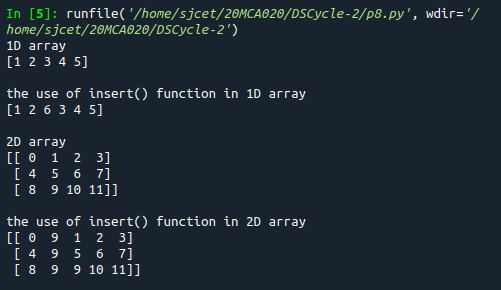 In [5]: runfile('/home/sjcet/20MCA020/DSCycle-2/p8.py', wdir='/
home/sjcet/20MCA020/DSCycle-2')
1D array
[1 2 3 4 5]

the use of insert() function in 1D array
[1 2 6 3 4 5]

2D array
[[ 0  1  2  3]
 [ 4  5  6  7]
 [ 8  9 10 11]]

the use of insert() function in 2D array
[[ 0  9  1  2  3]
 [ 4  9  5  6  7]
 [ 8  9  9 10 11]]